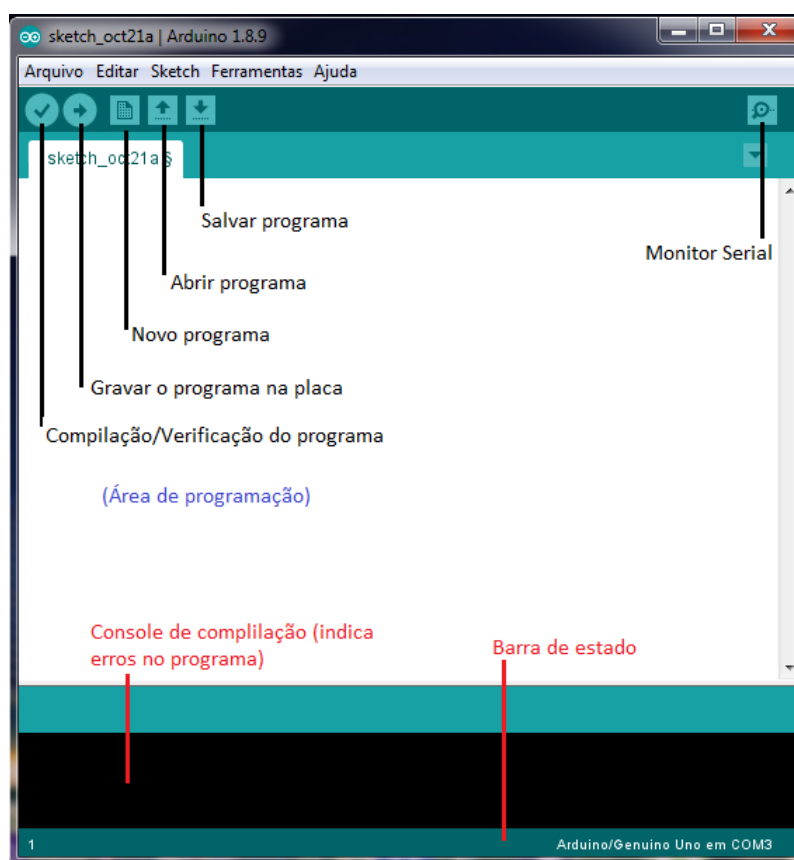 sketch_oct21a | Arduino 1.8.9
Arquivo Editar Sketch Ferramentas Ajuda
sketch_oct21a §
Salvar programa
Monitor Serial
Abrir programa
Novo programa
Gravar o programa na placa
Compilação/Verificação do programa
(Área de programação)
Console de complilação (indica
erros no programa)
Barra de estado
1
Arduino/Genuino Uno em COM3